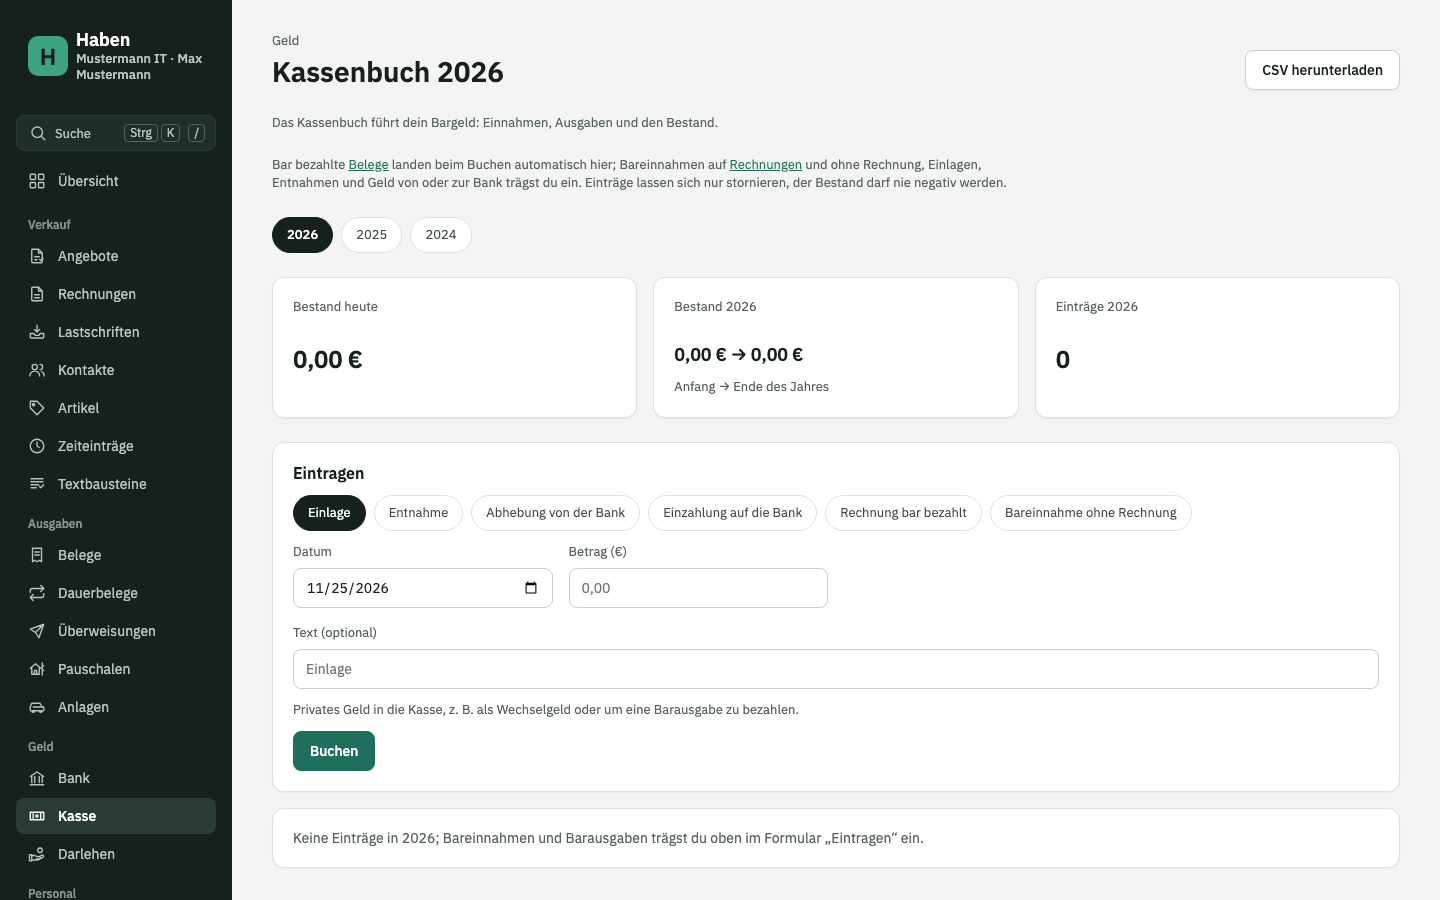 H
Haben
Mustermann IT · Max
Mustermann
Suche Strg K /
Übersicht
Verkauf
Angebote
Rechnungen
Lastschriften
Kontakte
Artikel
Zeiteinträge
Textbausteine
Ausgaben
Belege
Dauerbelege
Überweisungen
Pauschalen
Anlagen
Geld
Bank
Kasse
Darlehen
Personal
Geld
Kassenbuch 2026
CSV herunterladen
Das Kassenbuch führt dein Bargeld: Einnahmen, Ausgaben und den Bestand.
Bar bezahlte Belege landen beim Buchen automatisch hier; Bareinnahmen auf Rechnungen und ohne Rechnung, Einlagen,
Entnahmen und Geld von oder zur Bank trägst du ein. Einträge lassen sich nur stornieren, der Bestand darf nie negativ werden.
2026 2025 2024
Bestand heute
0,00 €
Bestand 2026
0,00 € → 0,00 €
Anfang → Ende des Jahres
Einträge 2026
0
Eintragen
Einlage Entnahme Abhebung von der Bank Einzahlung auf die Bank Rechnung bar bezahlt Bareinnahme ohne Rechnung
Datum Betrag (€)
11/25/2026 0,00
Text (optional)
Einlage
Privates Geld in die Kasse, z. B. als Wechselgeld oder um eine Barausgabe zu bezahlen.
Buchen
Keine Einträge in 2026; Bareinnahmen und Barausgaben trägst du oben im Formular „Eintragen“ ein.